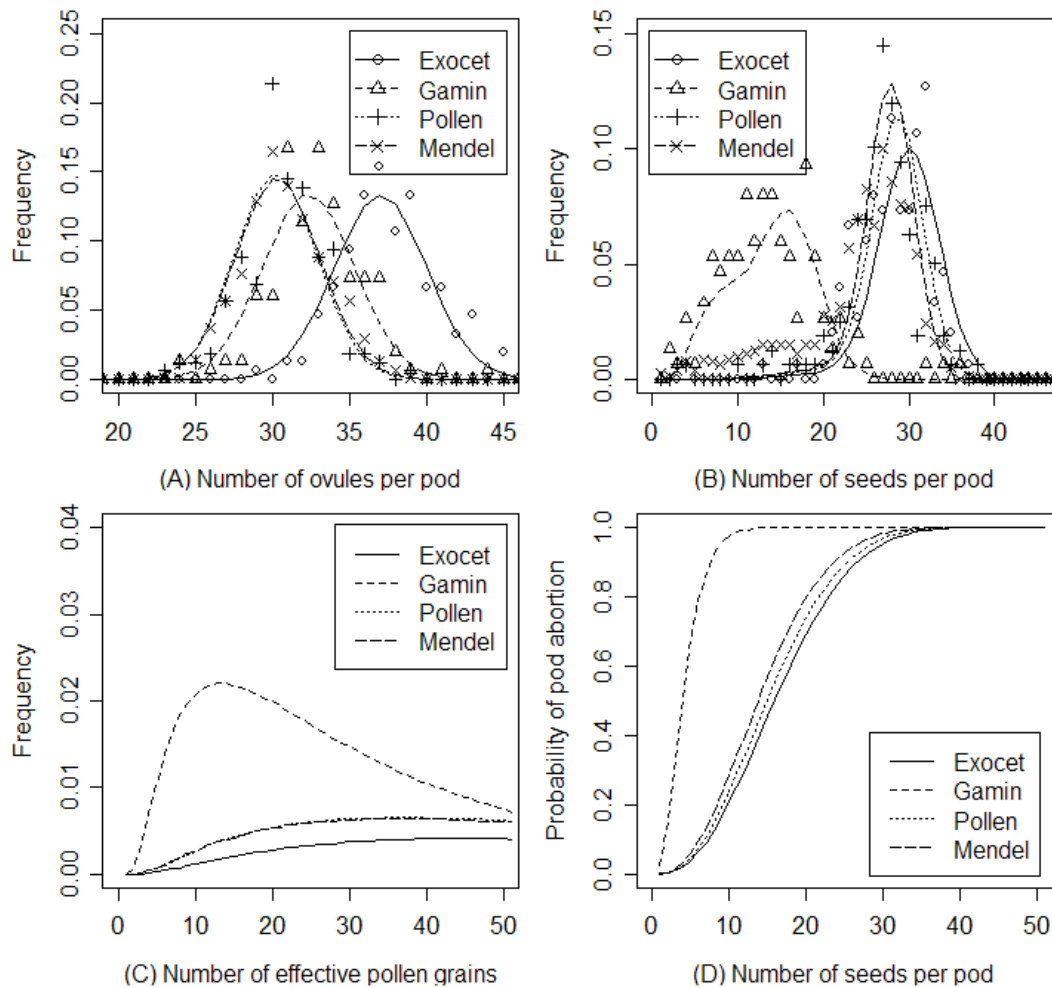 0.00 0.05 0.10 0.15 0.20 0.25
Frequency
Exocet
Gamin
Pollen
Mendel
20 25 30 35 40 45
(A) Number of ovules per pod
0.00 0.05 0.10 0.15
Frequency
Exocet
Gamin
Pollen
Mendel
0 10 20 30 40
(B) Number of seeds per pod
0.00 0.01 0.02 0.03 0.04
Frequency
Exocet
Gamin
Pollen
Mendel
0 10 20 30 40 50
(C) Number of effective pollen grains
0.0 0.2 0.4 0.6 0.8 1.0
Probability of pod abortion
Exocet
Gamin
Pollen
Mendel
0 10 20 30 40 50
(D) Number of seeds per pod